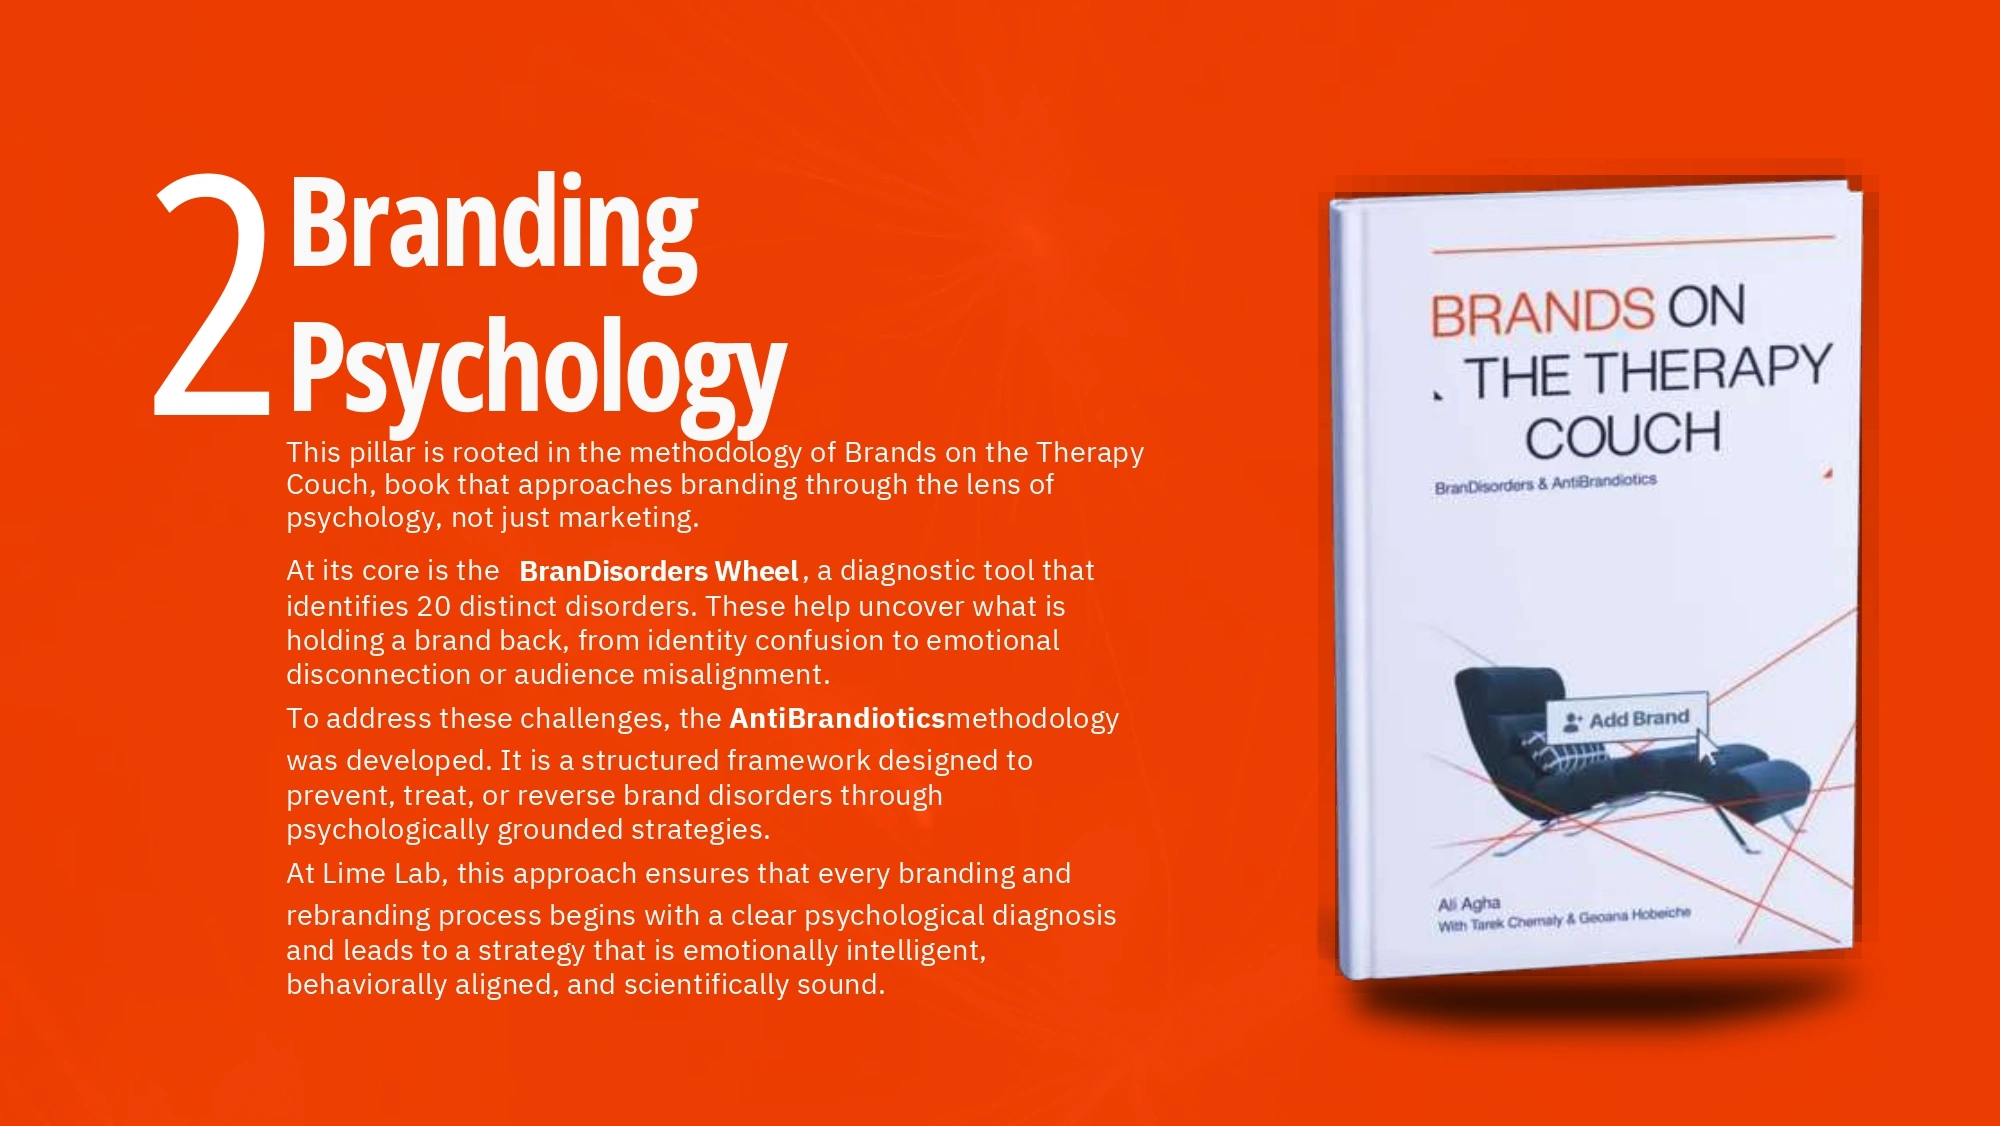 2
Branding
Psychology
This pillar is rooted in the methodology of Brands on the Therapy
Couch, book that approaches branding through the lens of
psychology, not just marketing.
At its core is the BranDisorders Wheel, a diagnostic tool that
identifies 20 distinct disorders. These help uncover what is
holding a brand back, from identity confusion to emotional
disconnection or audience misalignment.
To address these challenges, the AntiBrandioticsmethodology
was developed. It is a structured framework designed to
prevent, treat, or reverse brand disorders through
psychologically grounded strategies.
At Lime Lab, this approach ensures that every branding and
rebranding process begins with a clear psychological diagnosis
and leads to a strategy that is emotionally intelligent,
behaviorally aligned, and scientifically sound.
BRANDS ON
THE THERAPY
COUCH
BranDisorders & AntiBrandiotics
Add Brand
Ali Agha
With Tarek Chemaly & Geoana Hobeiche